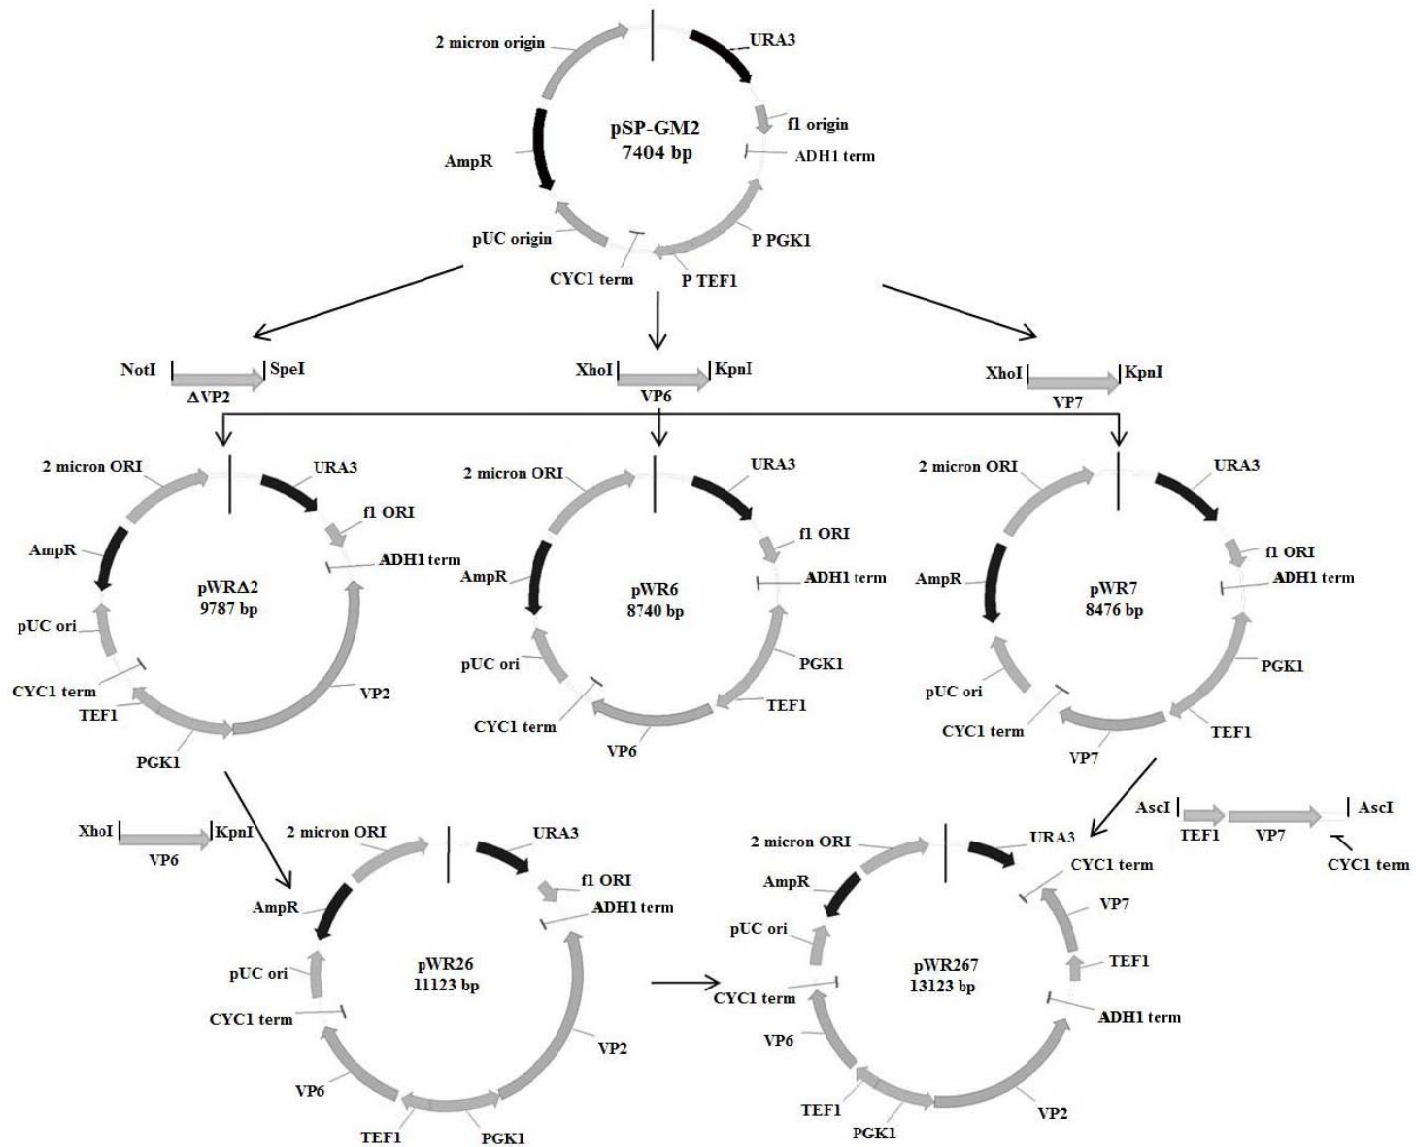 2 micron origin
URA3
pSP-GM2
7404 bp
f1 origin
ADH1 term
AmpR
pUC origin
P PGK1
CYC1 term
P TEF1
NotI
SpeI
ΔVP2
XhoI
KpnI
VP6
XhoI
KpnI
VP7
2 micron ORI
URA3
f1 ORI
AmpR
ADH1 term
pWRΔ2
9787 bp
pUC ori
CYC1 term
TEF1
VP2
PGK1
2 micron ORI
URA3
f1 ORI
AmpR
ADH1 term
pWR6
8740 bp
pUC ori
PGK1
TEF1
CYC1 term
VP6
2 micron ORI
URA3
f1 ORI
AmpR
ADH1 term
pWR7
8476 bp
PGK1
pUC ori
CYC1 term
TEF1
VP7
XhoI
KpnI
VP6
AscI
AscI
TEF1
VP7
CYC1 term
2 micron ORI
URA3
f1 ORI
AmpR
ADH1 term
pWR26
11123 bp
pUC ori
CYC1 term
VP2
VP6
TEF1
PGK1
2 micron ORI
URA3
CYC1 term
AmpR
VP7
pUC ori
pWR267
13123 bp
TEF1
CYC1 term
ADH1 term
VP6
TEF1
PGK1
VP2